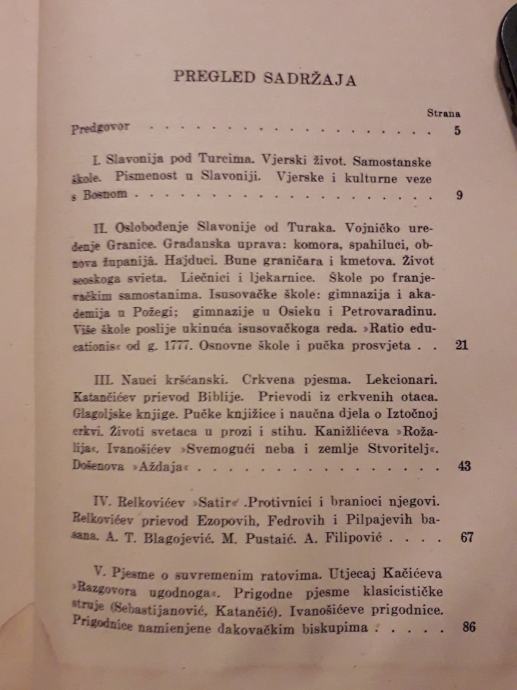 PREGLED SADRŽAJA
Strana
Predgovor . . . . . . . . . . . . . . . . . . . 5
I. Slavonija pod Turcima. Vjerski život. Samostanske
škole. Pismenost u Slavoniji. Vjerske i kulturne veze
s Bosnom . . . . . . . . . . . . . . . . . . . . 9
II. Oslobođenje Slavonije od Turaka. Vojničko ure-
đenje Granice. Građanska uprava: komora, spahiluci, ob-
nova županijâ. Hajduci. Bune graničara i kmetova. Život
seoskoga svieta. Liečnici i ljekarnice. Škole po franje-
vačkim samostanima. Isusovačke škole: gimnazija i aka-
demija u Požegi; gimnazije u Osieku i Petrovaradinu.
Više škole poslije ukinuća isusovačkoga reda. »Ratio edu-
cationis« od g. 1777. Osnovne škole i pučka prosvjeta . . 21
III. Nauci kršćanski. Crkvena pjesma. Lekcionari.
Katančićev prievod Biblije. Prievodi iz crkvenih otaca.
Glagoljske knjige. Pučke knjižice i naučna djela o Iztočnoj
crkvi. Životi svetaca u prozi i stihu. Kanižlićeva »Roža-
lija«. Ivanošićev »Svemogući neba i zemlje Stvoritelj«.
Došenova »Aždaja« . . . . . . . . . . . . . . . . 43
IV. Relkovićev »Satir« .Protivnici i branioci njegovi.
Relkovićev prievod Ezopovih, Fedrovih i Pilpajevih ba-
sana. A. T. Blagojević. M. Pustaić. A. Filipović . . . . 67
V. Pjesme o suvremenim ratovima. Utjecaj Kačićeva
»Razgovora ugodnoga«. Prigodne pjesme klasicističke
struje (Sebastijanović, Katančić). Ivanošićeve prigodnice.
Prigodnice namienjene đakovačkim biskupima . . . . . 86